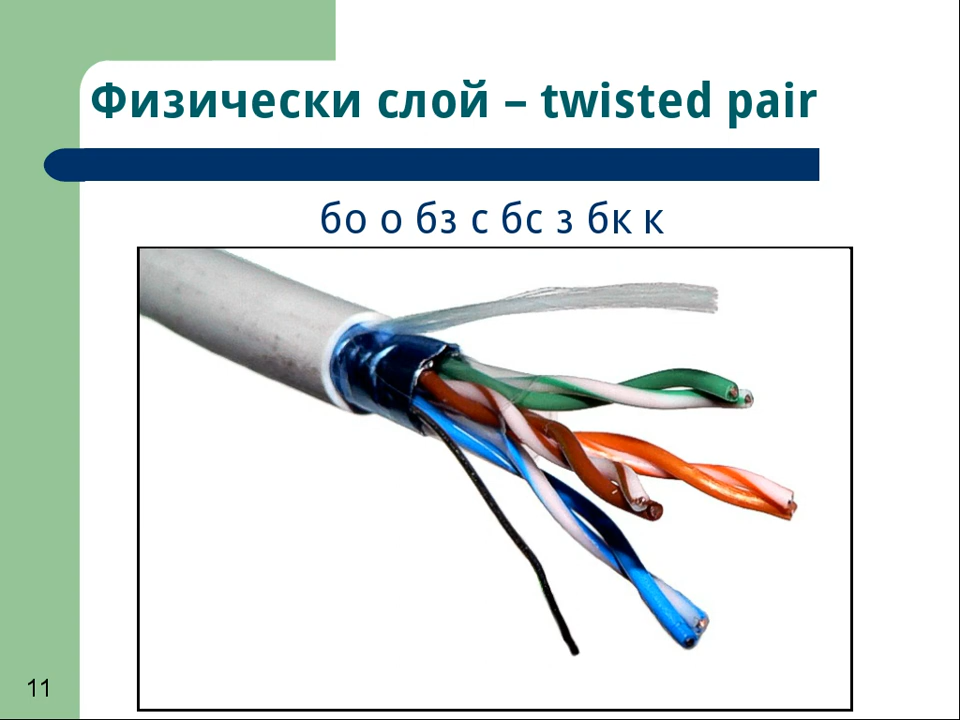 Физически слой – twisted pair
бо о бз с бс з бк к
11